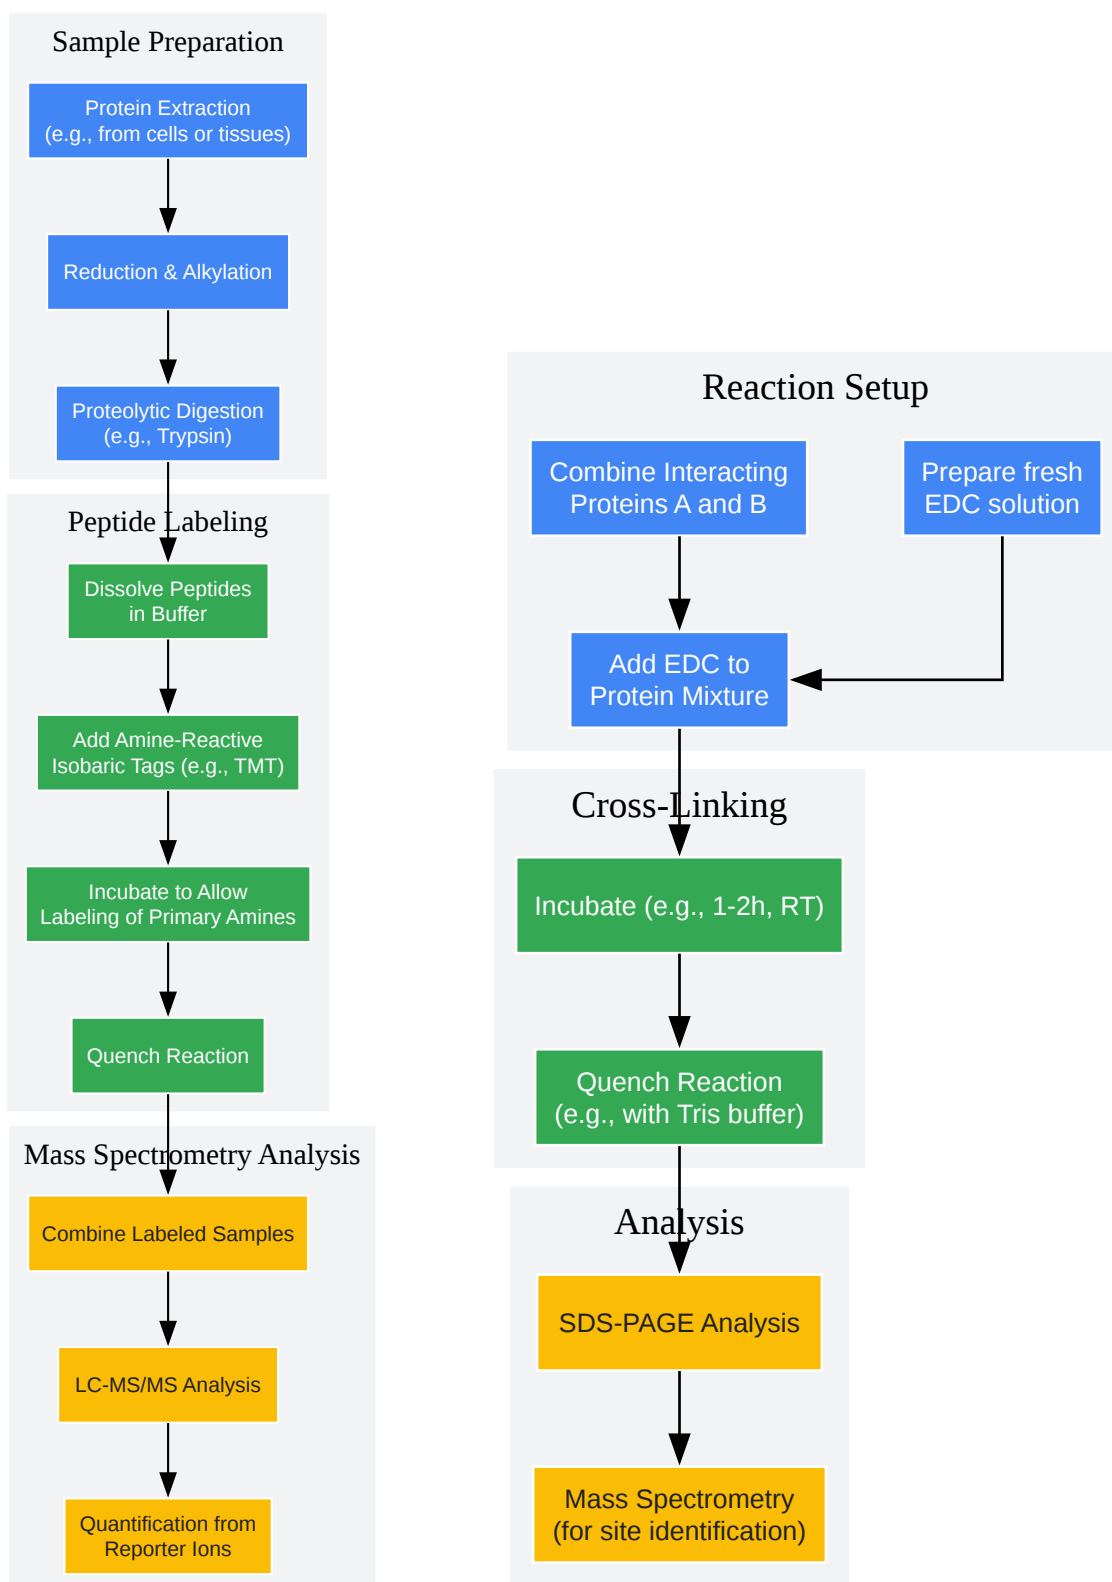 Sample Preparation
Protein Extraction
(e.g., from cells or tissues)
Reduction & Alkylation
Proteolytic Digestion
(e.g., Trypsin)
Peptide Labeling
Dissolve Peptides
in Buffer
Add Amine-Reactive
Isobaric Tags (e.g., TMT)
Incubate to Allow
Labeling of Primary Amines
Quench Reaction
Mass Spectrometry Analysis
Combine Labeled Samples
LC-MS/MS Analysis
Quantification from
Reporter Ions
Reaction Setup
Combine Interacting
Proteins A and B
Prepare fresh
EDC solution
Add EDC to
Protein Mixture
Cross-Linking
Incubate (e.g., 1-2h, RT)
Quench Reaction
(e.g., with Tris buffer)
Analysis
SDS-PAGE Analysis
Mass Spectrometry
(for site identification)